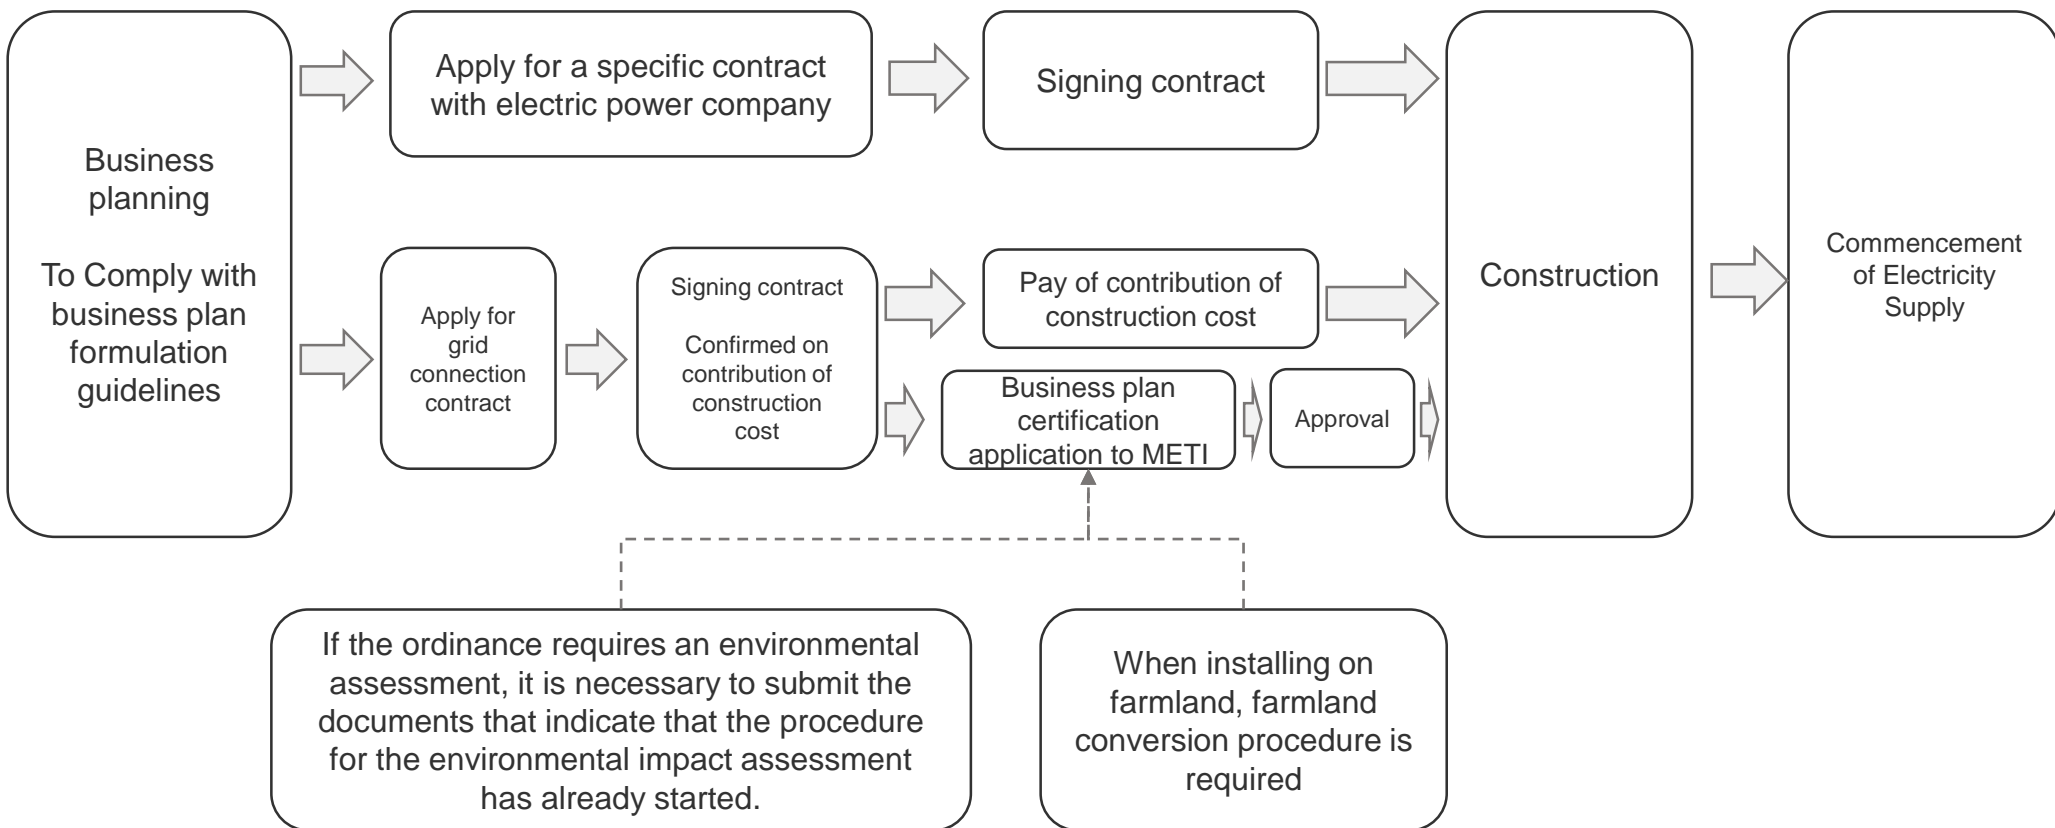 Business
planning
To Comply with
business plan
formulation
guidelines
Apply for a specific contract
with electric power company
Signing contract
Apply for
grid
connection
contract
Signing contract
Confirmed on
contribution of
construction
cost
Pay of contribution of
construction cost
Business plan
certification
application to METI
Approval
Construction
Commencement
of Electricity
Supply
If the ordinance requires an environmental
assessment, it is necessary to submit the
documents that indicate that the procedure
for the environmental impact assessment
has already started.
When installing on
farmland, farmland
conversion procedure is
required